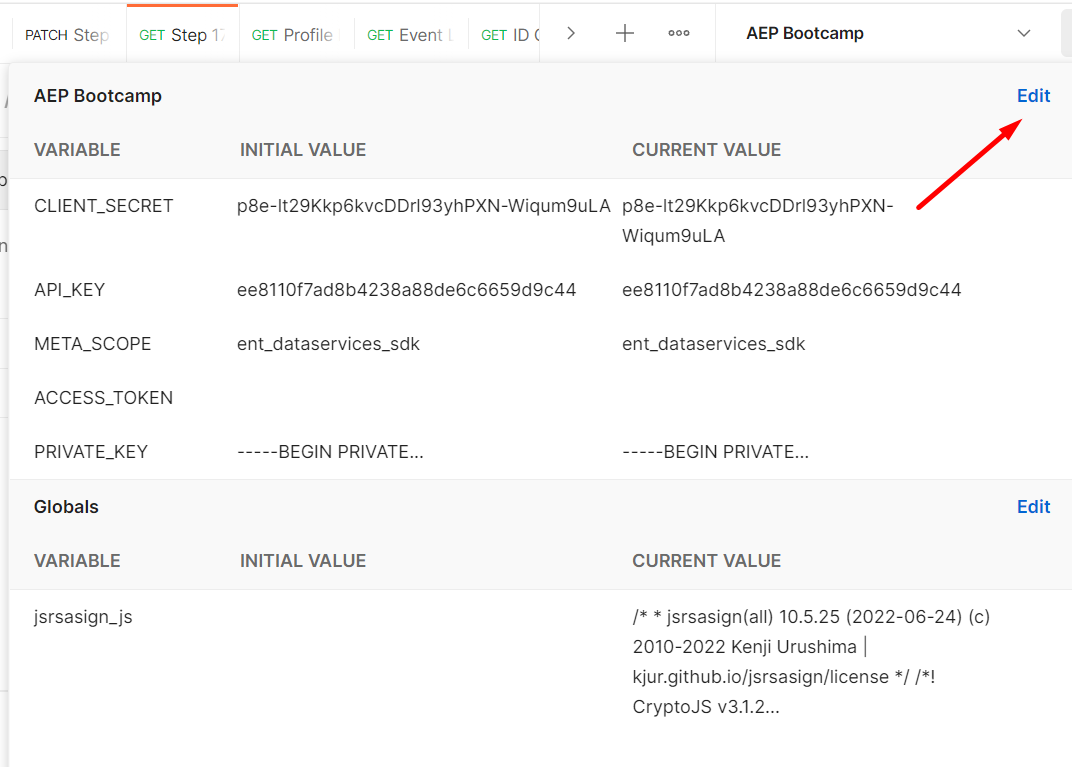 PATCH Step GET Step 17 GET Profile GET Event GET ID AEP Bootcamp
AEP Bootcamp Edit
VARIABLE INITIAL VALUE CURRENT VALUE
CLIENT_SECRET p8e-lt29Kkp6kvcDDrl93yhPXN-Wiqum9uLA p8e-lt29Kkp6kvcDDrl93yhPXN-
Wiqum9uLA
API_KEY ee8110f7ad8b4238a88de6c6659d9c44 ee8110f7ad8b4238a88de6c6659d9c44
META_SCOPE ent_dataservices_sdk ent_dataservices_sdk
ACCESS_TOKEN
PRIVATE_KEY -----BEGIN PRIVATE... -----BEGIN PRIVATE...
Globals Edit
VARIABLE INITIAL VALUE CURRENT VALUE
jsrsasign_js /* * jsrsasign(all) 10.5.25 (2022-06-24) (c)
2010-2022 Kenji Urushima |
kjur.github.io/jsrsasign/license */ /*!
CryptoJS v3.1.2...